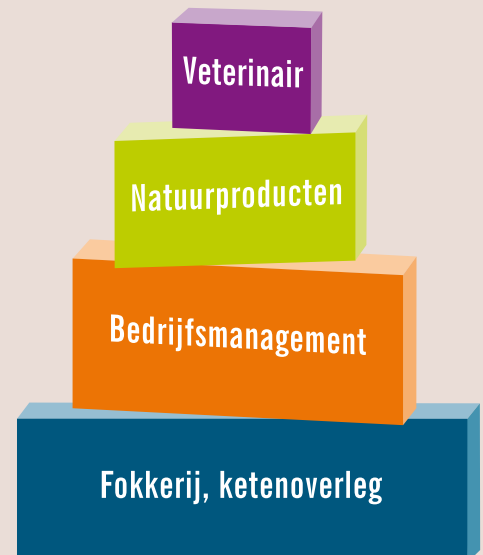 Veterinair
Natuurproducten
Bedrijfsmanagement
Fokkerij, ketenoverleg